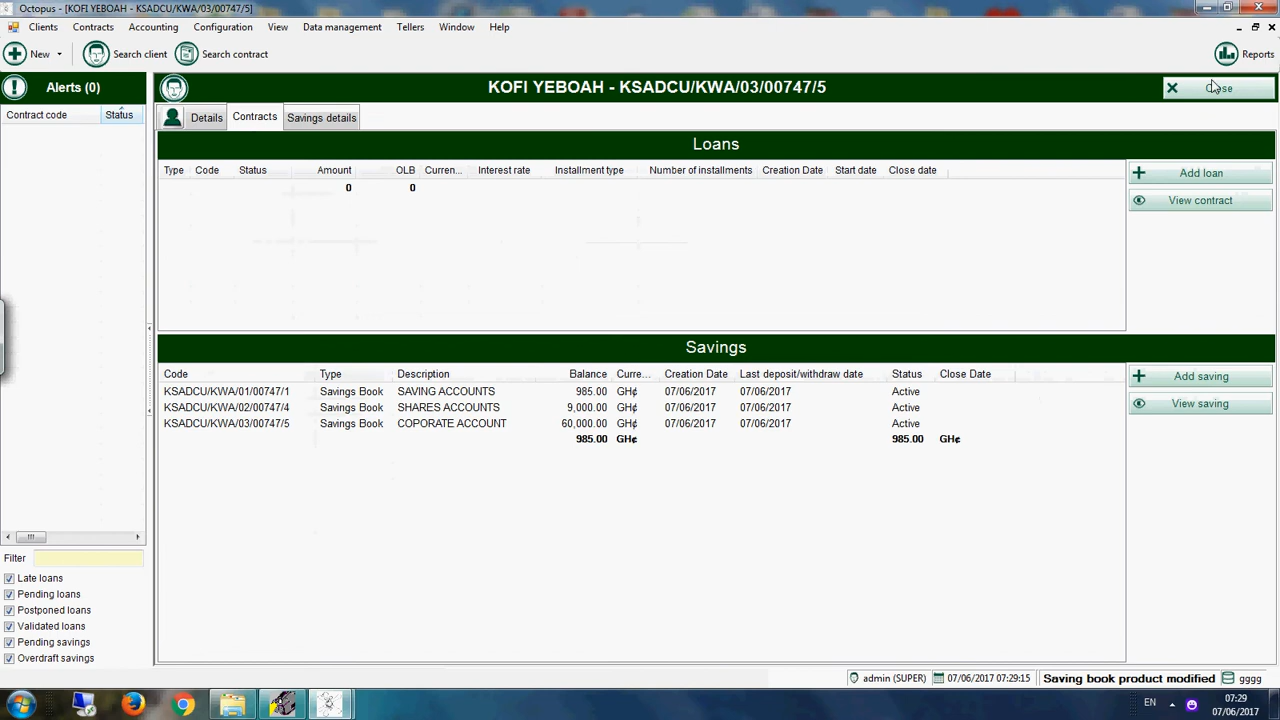 Octopus - [KOFI YEBOAH - KSADCU/KWA/03/00747/5]
Clients Contracts Accounting Configuration View Data management Tellers Window Help
New Search client Search contract Reports
Alerts (0)
Contract code Status
KOFI YEBOAH - KSADCU/KWA/03/00747/5
Close
Details Contracts Savings details
Loans
Type Code Status Amount OLB Curren... Interest rate Installment type Number of installments Creation Date Start date Close date
0 0
Add loan
View contract
Savings
Code Type Description Balance Curre... Creation Date Last deposit/withdraw date Status Close Date
KSADCU/KWA/01/00747/1 Savings Book SAVING ACCOUNTS 985.00 GH¢ 07/06/2017 07/06/2017 Active
KSADCU/KWA/02/00747/4 Savings Book SHARES ACCOUNTS 9,000.00 GH¢ 07/06/2017 07/06/2017 Active
KSADCU/KWA/03/00747/5 Savings Book COPORATE ACCOUNT 60,000.00 GH¢ 07/06/2017 07/06/2017 Active
985.00 GH¢ 985.00 GH¢
Add saving
View saving
Filter
Late loans
Pending loans
Postponed loans
Validated loans
Pending savings
Overdraft savings
admin (SUPER) 07/06/2017 07:29:15 Saving book product modified gggg
EN 07:29
07/06/2017